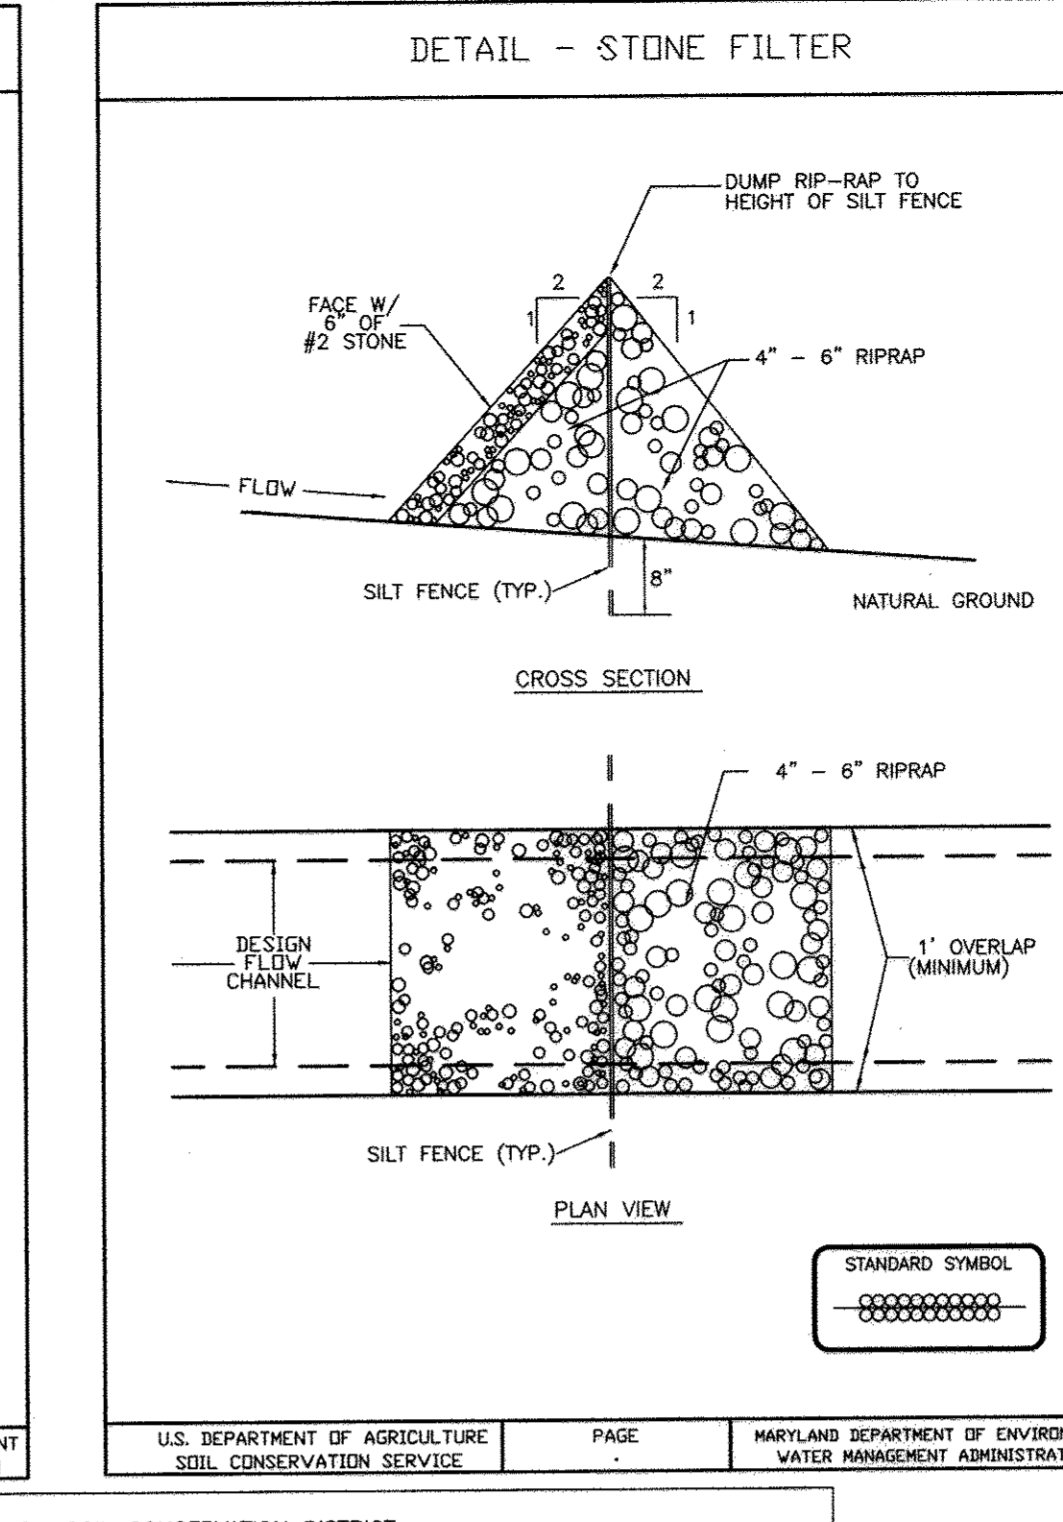 DETAIL - STONE FILTER
DUMP RIP-RAP TO
HEIGHT OF SILT FENCE
2
2
1
1
FACE W/
6" OF
#2 STONE
4" - 6" RIPRAP
FLOW
SILT FENCE (TYP.)
8"
NATURAL GROUND
CROSS SECTION
4" - 6" RIPRAP
DESIGN
FLOW
CHANNEL
1' OVERLAP
(MINIMUM)
SILT FENCE (TYP.)
PLAN VIEW
STANDARD SYMBOL
NT
U.S. DEPARTMENT OF AGRICULTURE
SOIL CONSERVATION SERVICE
PAGE
MARYLAND DEPARTMENT OF ENVIRON
WATER MANAGEMENT ADMINISTRAT